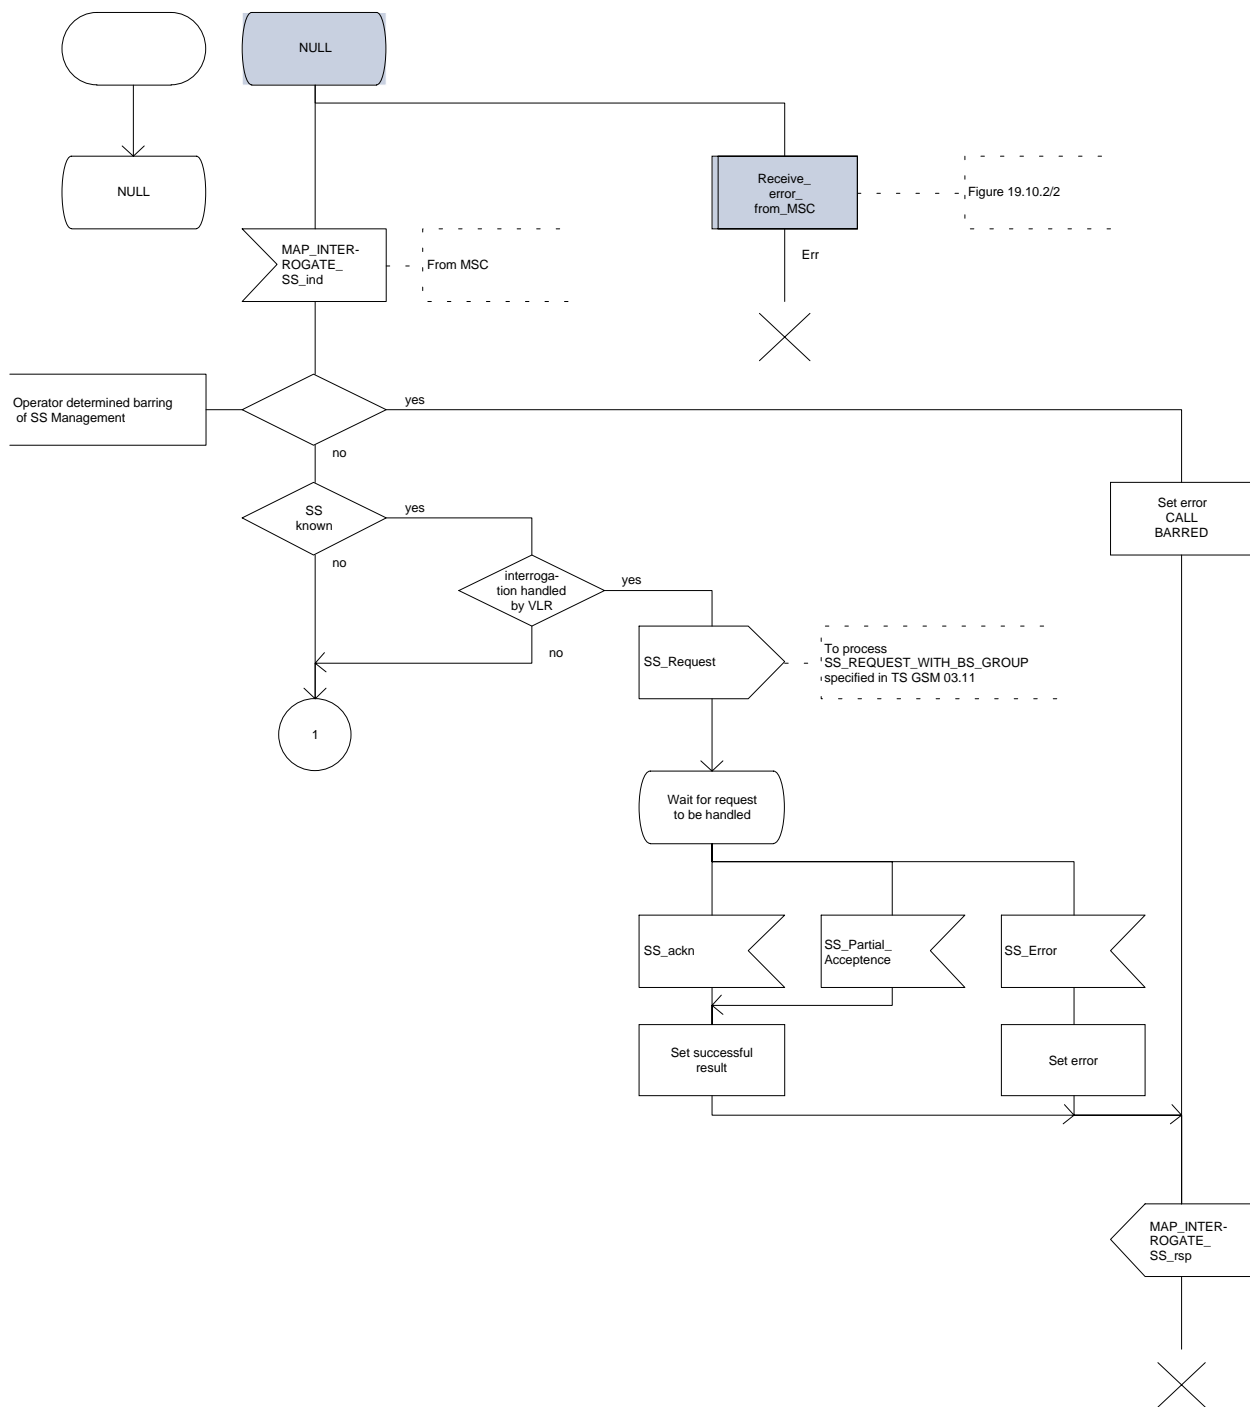 NULL
NULL
Receive_
error_
from_MSC
Figure 19.10.2/2
MAP_INTER-
ROGATE_
SS_ind
From MSC
Err
Operator determined barring
of SS Management
yes
no
SS
known
yes
no
Set error
CALL
BARRED
interroga-
tion handled
by VLR
yes
no
SS_Request
To process
SS_REQUEST_WITH_BS_GROUP
specified in TS GSM 03.11
1
Wait for request
to be handled
SS_ackn
SS_Partial_
Acceptence
SS_Error
Set successful
result
Set error
MAP_INTER-
ROGATE_
SS_rsp